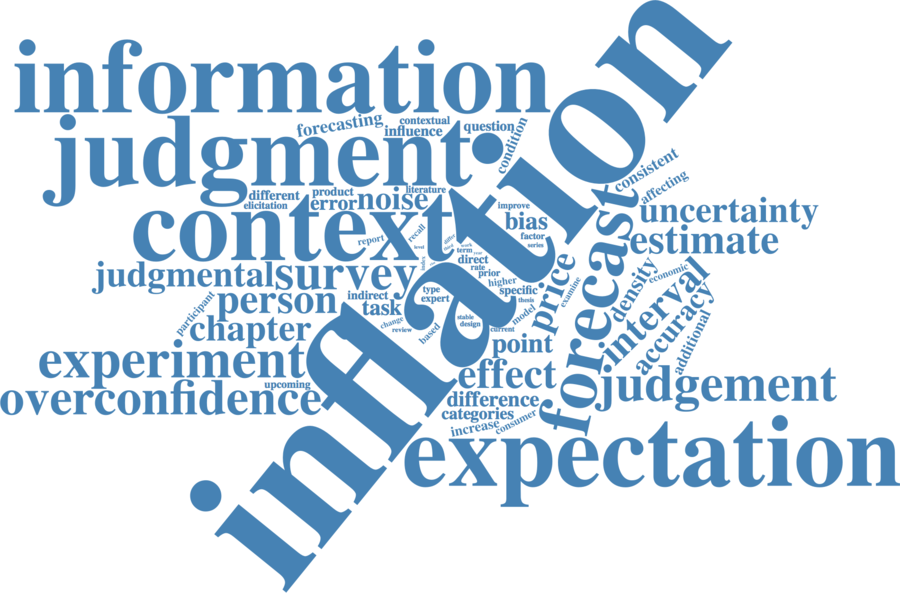 information
inflation
judgment
forecasting
contextual
influence
question
condition
consistent
affecting
different
elicitation
product
error
noise
literature
context
improve
bias
factor
series
uncertainty
estimate
forecast
report
recall
level
term
work
direct
rate
prior
higher
specific
thesis
judgmental
survey
index
type
expert
price
examine
density
economic
interval
accuracy
additional
participant
person
indirect
task
change
review
chapter
based
stable
design
model
current
point
experiment
upcoming
overconfidence
effect
difference
categories
increase
consumer
judgement
expectation